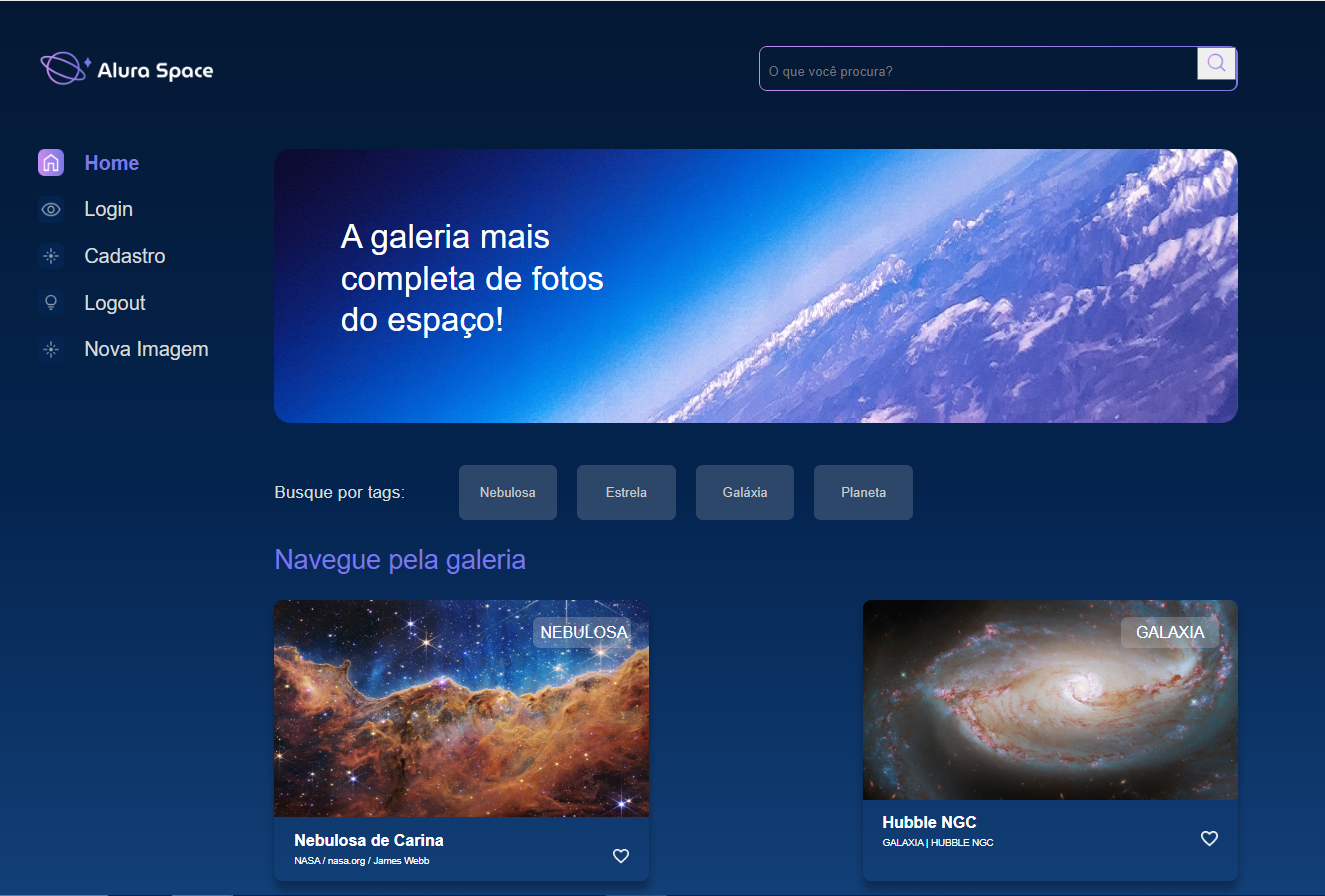 Alura Space
O que você procura?
Home
Login
Cadastro
Logout
Nova Imagem
A galeria mais
completa de fotos
do espaço!
Busque por tags:
Nebulosa
Estrela
Galáxia
Planeta
Navegue pela galeria
NEBULOSA
Nebulosa de Carina
NASA / nasa.org / James Webb
GALAXIA
Hubble NGC
GALAXIA | HUBBLE NGC